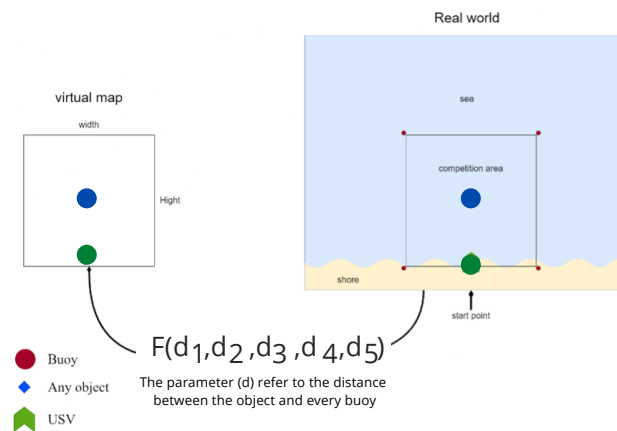 Real world
virtual map
width
sea
competition area
Hight
shore
start point
F(d1,d2 ,d3 ,d 4,d5)
The parameter (d) refer to the distance
between the object and every buoy
Buoy
Any object
USV